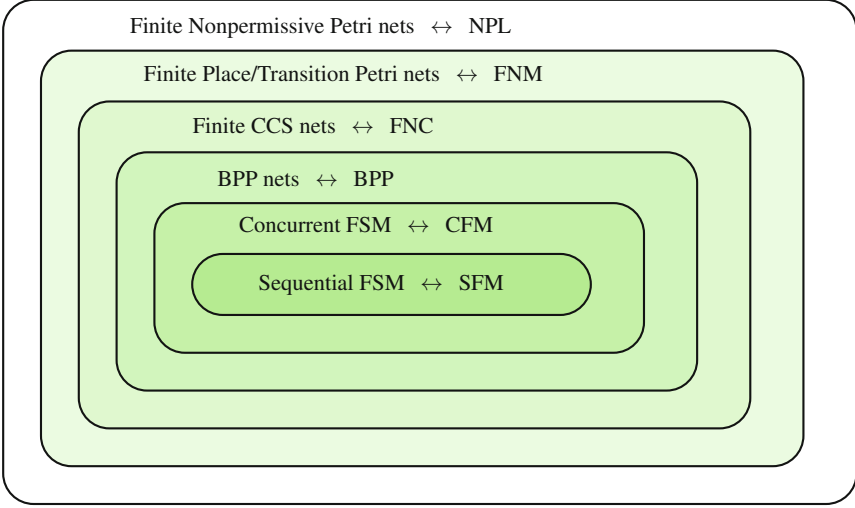 Finite Nonpermissive Petri nets ↔ NPL
Finite Place/Transition Petri nets ↔ FNM
Finite CCS nets ↔ FNC
BPP nets ↔ BPP
Concurrent FSM ↔ CFM
Sequential FSM ↔ SFM